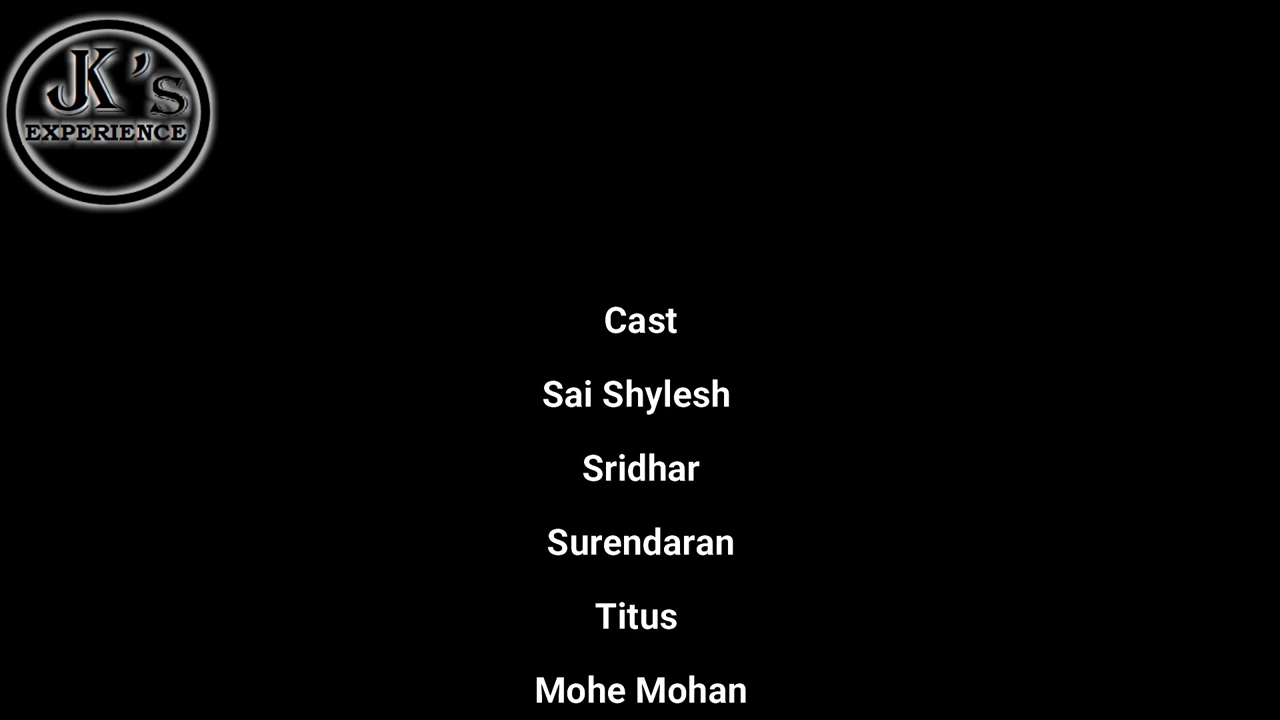 JK's
EXPERIENCE
Cast
Sai Shylesh
Sridhar
Surendaran
Titus
Mohe Mohan